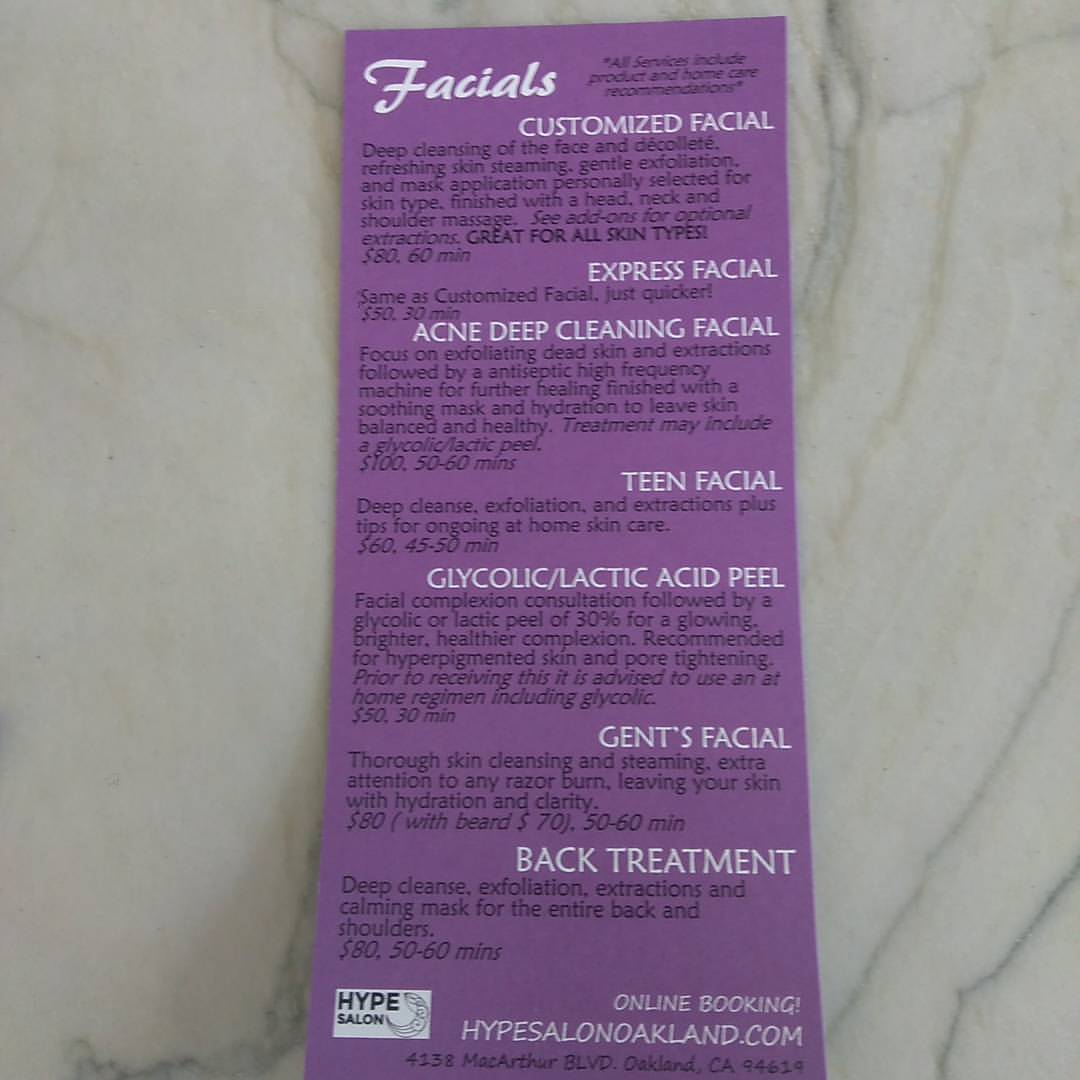 Facials
*All Services include
product and home care
recommendations*
CUSTOMIZED FACIAL
Deep cleansing of the face and décolleté,
refreshing skin steaming, gentle exfoliation,
and mask application personally selected for
skin type, finished with a head, neck and
shoulder massage. See add-ons for optional
extractions. GREAT FOR ALL SKIN TYPES!
$80, 60 min
EXPRESS FACIAL
Same as Customized Facial, just quicker!
$50, 30 min
ACNE DEEP CLEANING FACIAL
Focus on exfoliating dead skin and extractions
followed by a antiseptic high frequency
machine for further healing finished with a
soothing mask and hydration to leave skin
balanced and healthy. Treatment may include
a glycolic/lactic peel.
$100, 50-60 mins
TEEN FACIAL
Deep cleanse, exfoliation, and extractions plus
tips for ongoing at home skin care.
$60, 45-50 min
GLYCOLIC/LACTIC ACID PEEL
Facial complexion consultation followed by a
glycolic or lactic peel of 30% for a glowing,
brighter, healthier complexion. Recommended
for hyperpigmented skin and pore tightening.
Prior to receiving this it is advised to use an at
home regimen including glycolic.
$50, 30 min
GENT'S FACIAL
Thorough skin cleansing and steaming, extra
attention to any razor burn, leaving your skin
with hydration and clarity.
$80 ( with beard $ 70), 50-60 min
BACK TREATMENT
Deep cleanse, exfoliation, extractions and
calming mask for the entire back and
shoulders.
$80, 50-60 mins
HYPE
SALON
ONLINE BOOKING!
HYPESALONOAKLAND.COM
4138 MacArthur BLVD. Oakland, CA 94619